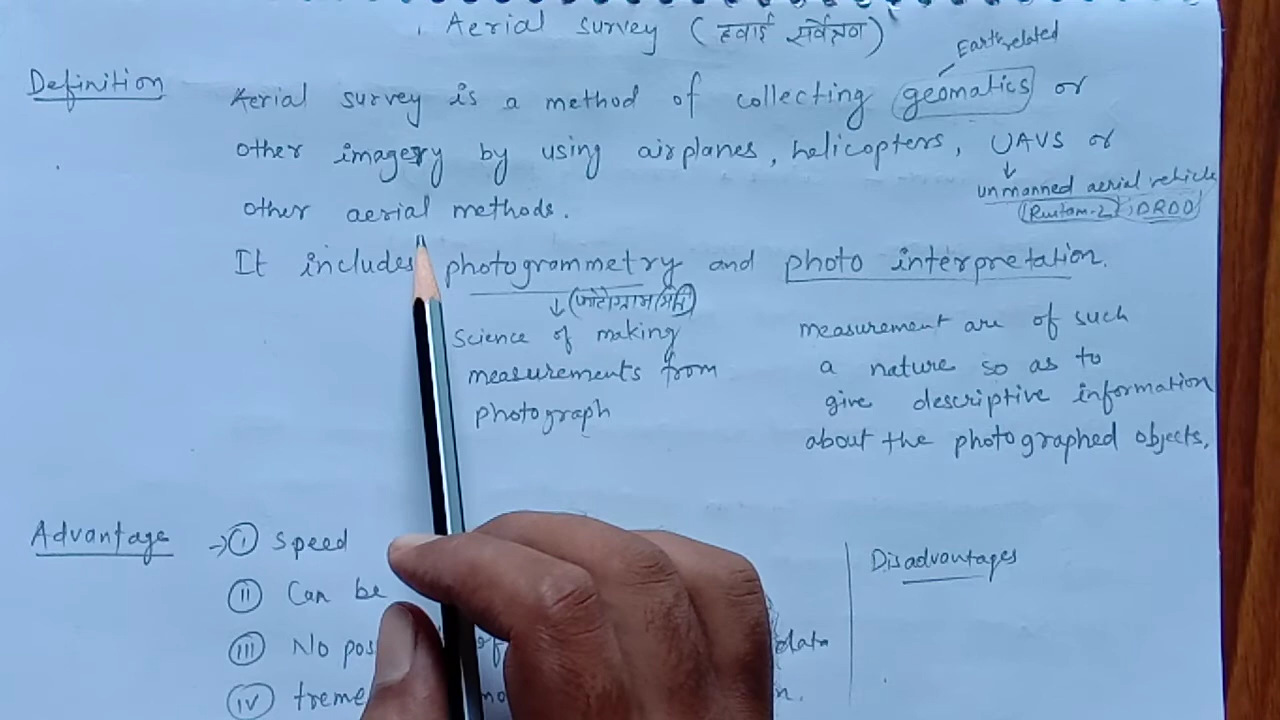 Aerial survey (हवाई सर्वेक्षण)
Earth related
Definition
Aerial survey is a method of collecting geomatics or
other imagery by using airplanes, helicopters, UAVS or
unmanned aerial vehicle
(Rustom-2), DRDO
other aerial methods.
It includes photogrammetry and photo interpretation.
(फोटोग्रामिति)
science of making
measurements from
photograph
measurement are of such
a nature so as to
give descriptive information
about the photographed objects,
Advantage
→ (i) speed
(ii) Can be
(iii) No
data
(iv)
Disadvantages